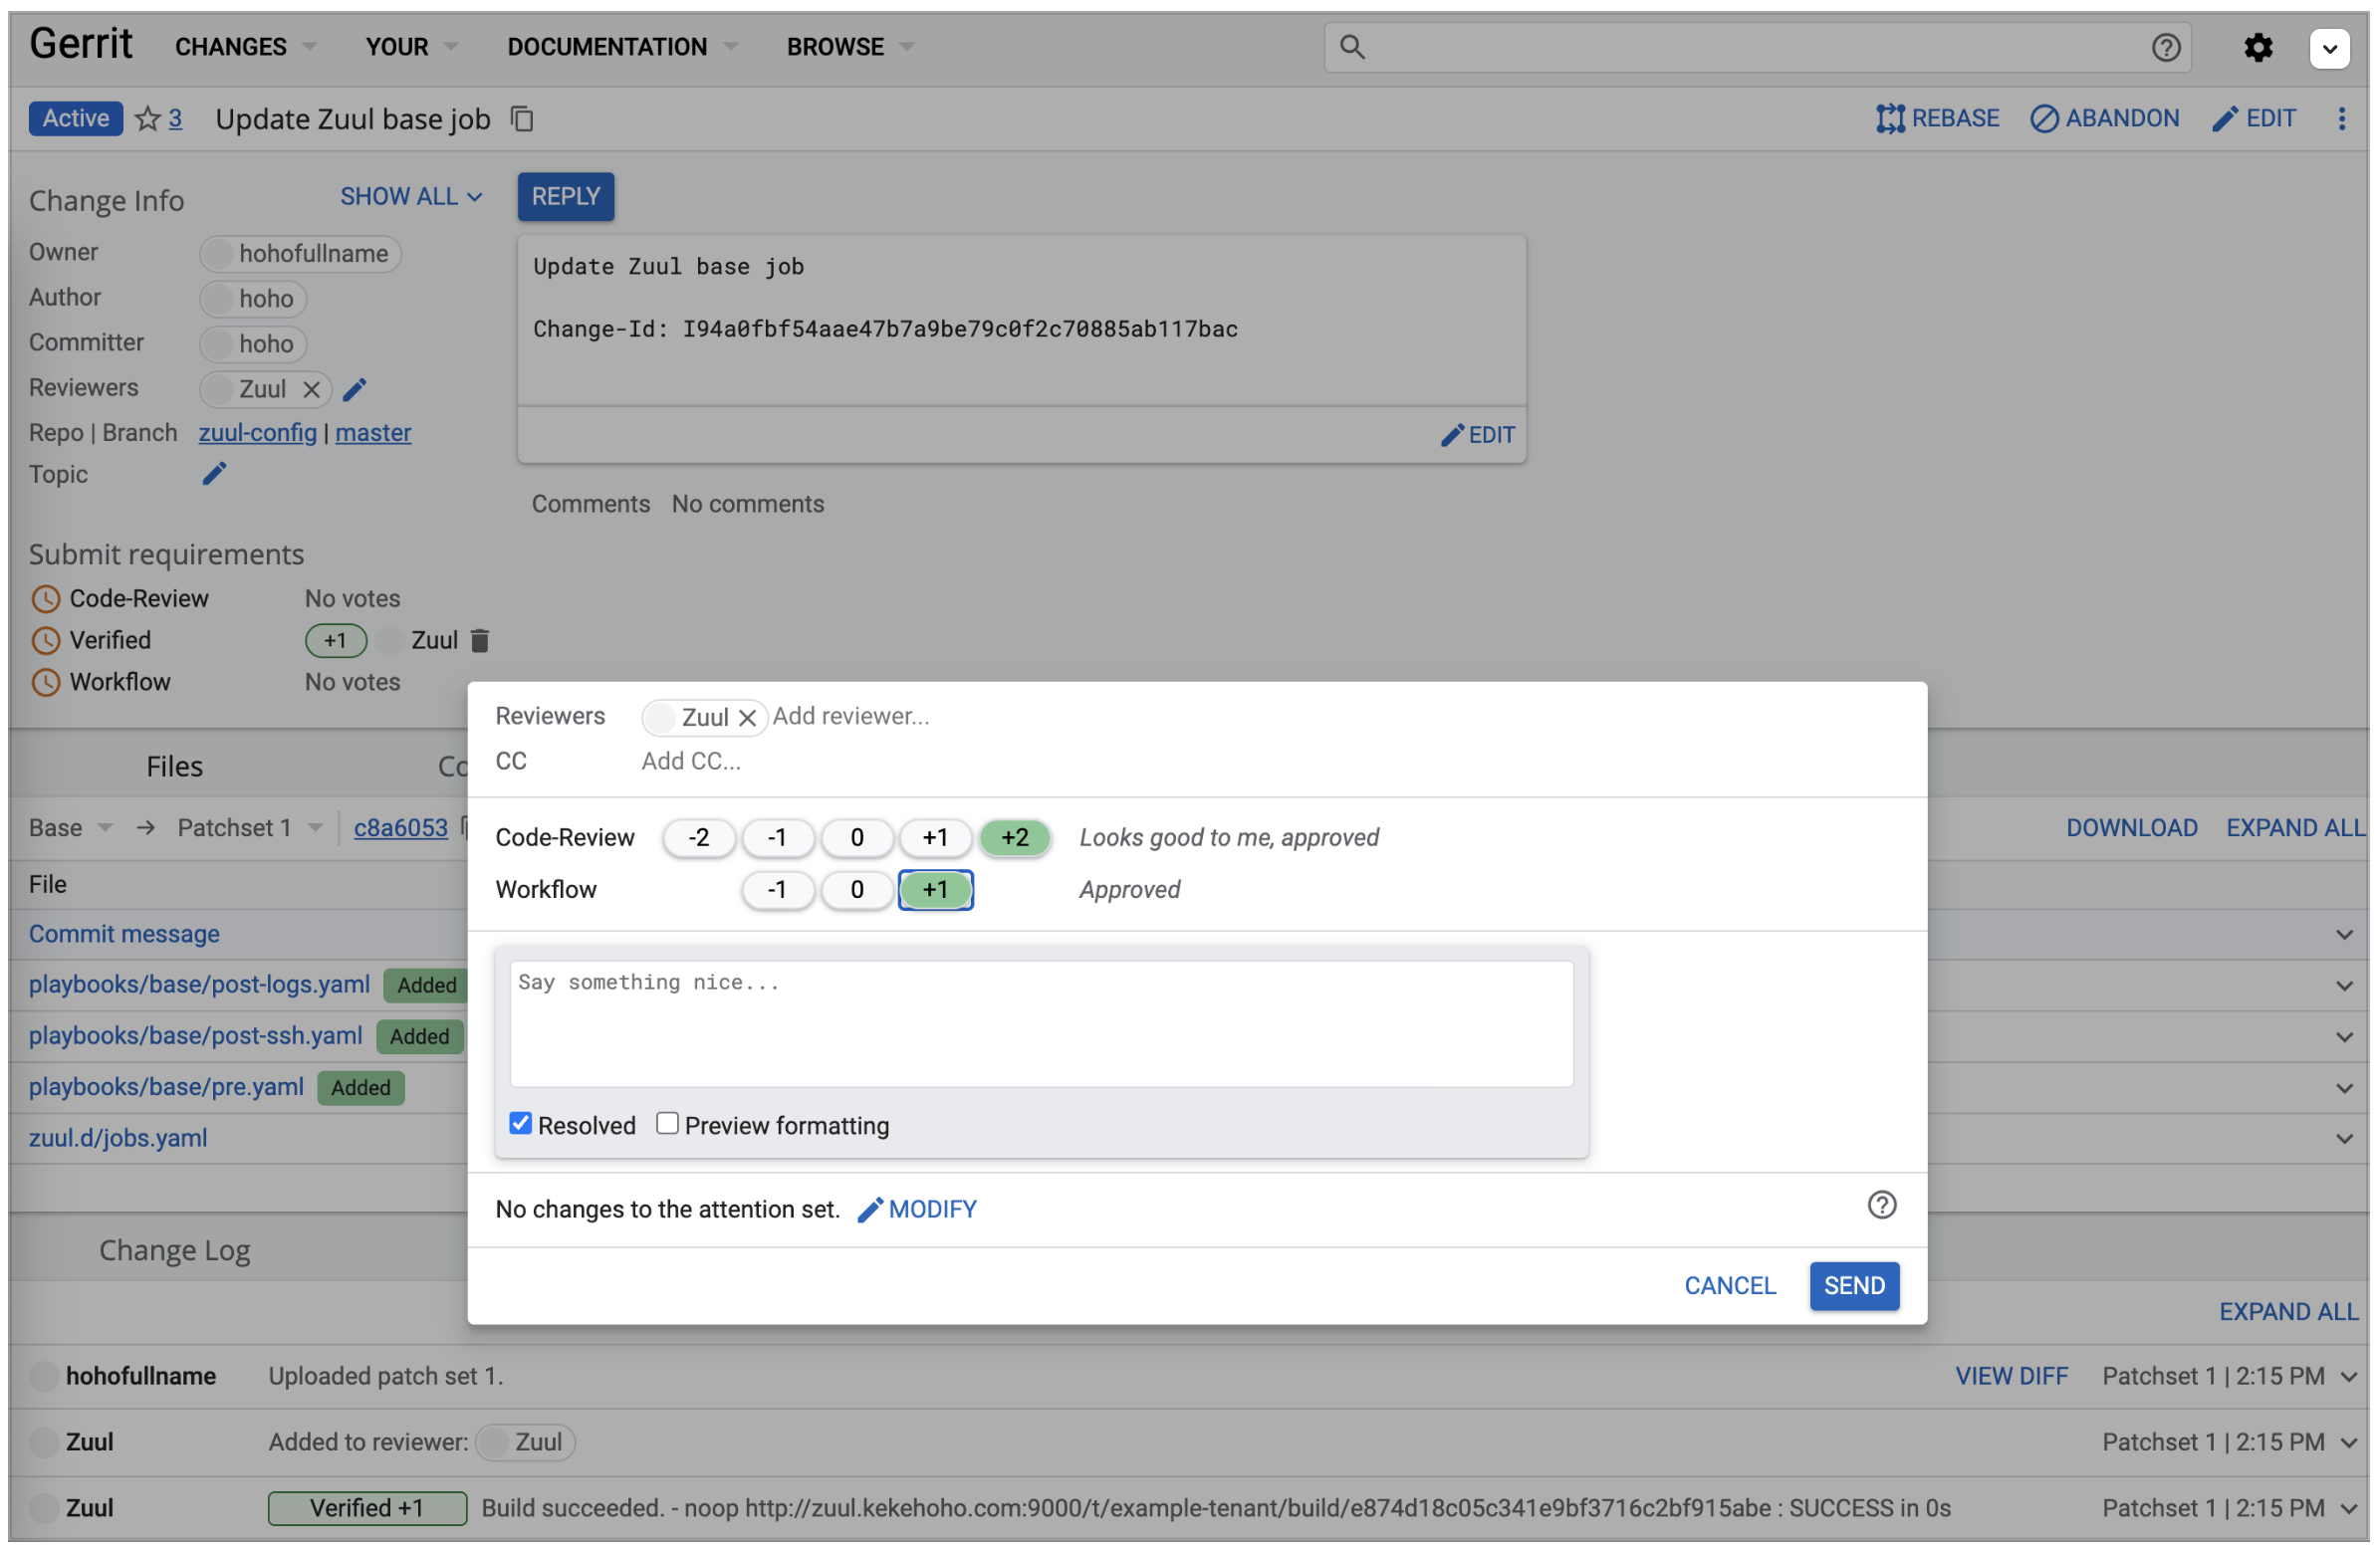 Gerrit CHANGES YOUR DOCUMENTATION BROWSE
Active 3 Update Zuul base job REBASE ABANDON EDIT
Change Info SHOW ALL REPLY
Owner hohofullname
Author hoho
Committer hoho
Reviewers Zuul
Repo | Branch zuul-config | master
Topic
Update Zuul base job
Change-Id: I94a0fbf54aae47b7a9be79c0f2c70885ab117bac
EDIT
Comments No comments
Submit requirements
Code-Review No votes
Verified +1 Zuul
Workflow No votes
Reviewers Zuul Add reviewer...
CC Add CC...
Code-Review -2 -1 0 +1 +2 Looks good to me, approved
Workflow -1 0 +1 Approved
Say something nice...
Resolved Preview formatting
No changes to the attention set. MODIFY
CANCEL SEND
Files
Base → Patchset 1 c8a6053 DOWNLOAD EXPAND ALL
File
Commit message
playbooks/base/post-logs.yaml Added
playbooks/base/post-ssh.yaml Added
playbooks/base/pre.yaml Added
zuul.d/jobs.yaml
Change Log
EXPAND ALL
hohofullname Uploaded patch set 1. VIEW DIFF Patchset 1 | 2:15 PM
Zuul Added to reviewer: Zuul Patchset 1 | 2:15 PM
Zuul Verified +1 Build succeeded. - noop http://zuul.kekehoho.com:9000/t/example-tenant/build/e874d18c05c341e9bf3716c2bf915abe : SUCCESS in 0s Patchset 1 | 2:15 PM